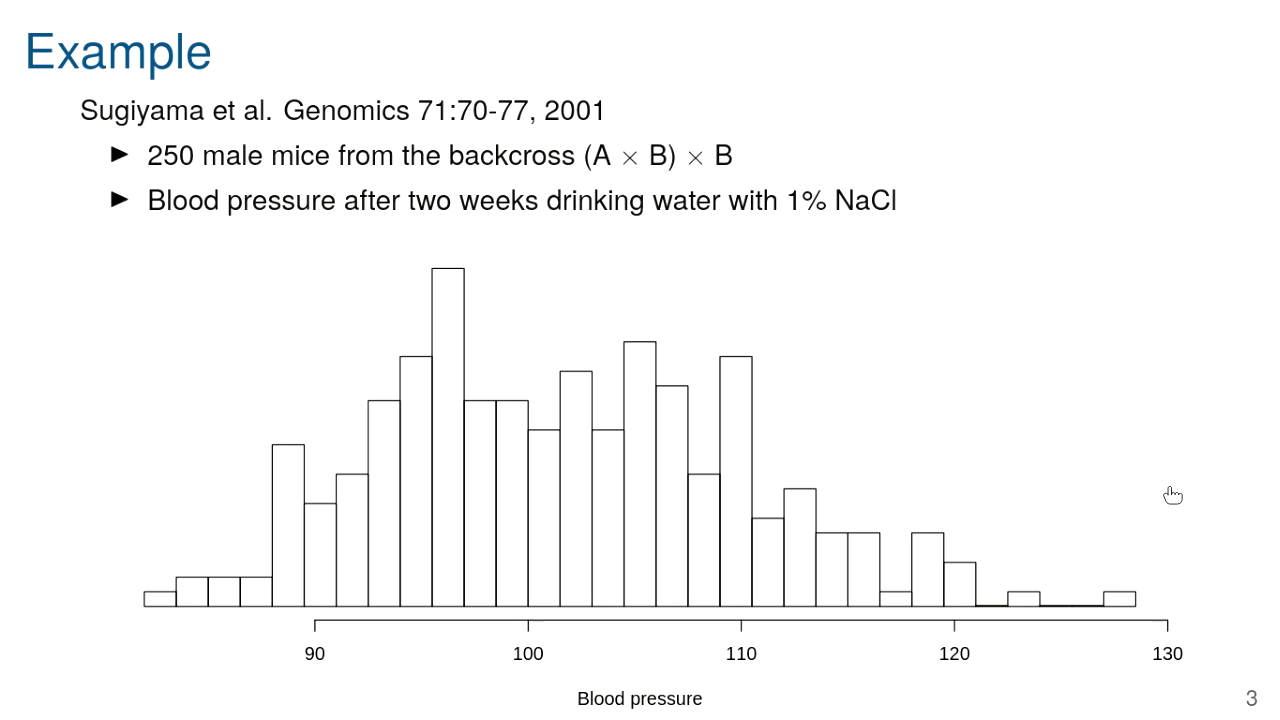 Example
Sugiyama et al. Genomics 71:70-77, 2001
► 250 male mice from the backcross (A × B) × B
► Blood pressure after two weeks drinking water with 1% NaCl
90 100 110 120 130
Blood pressure
3